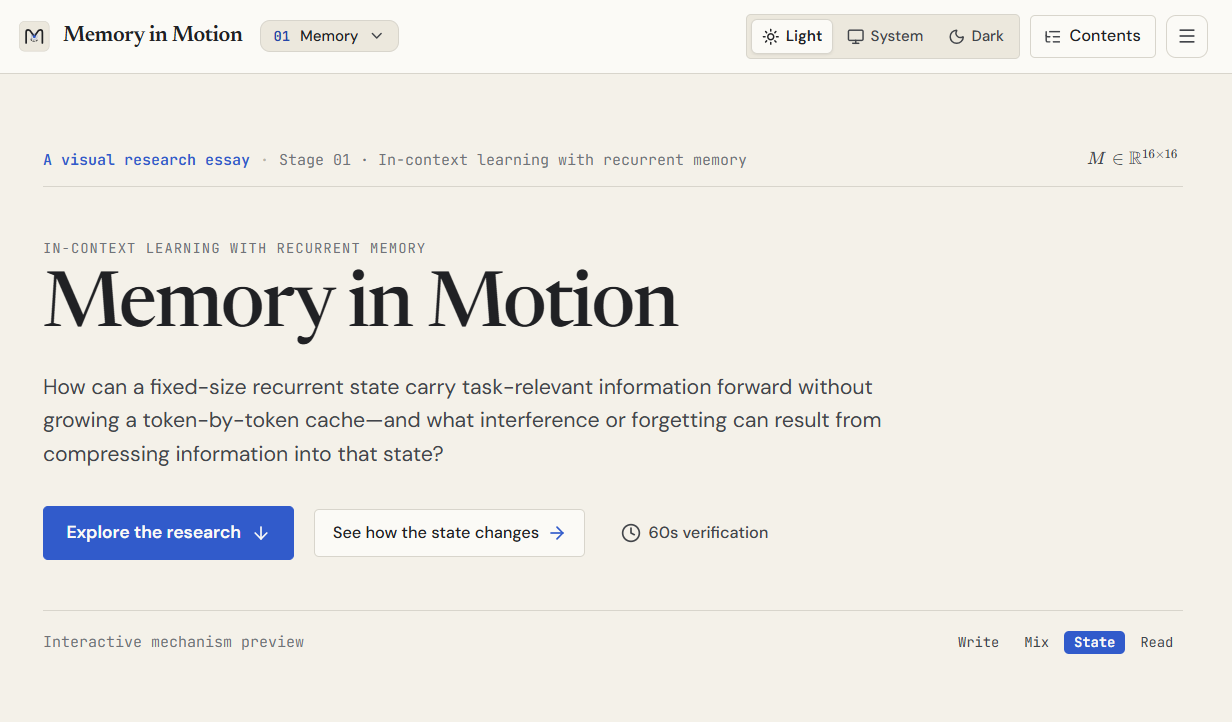 Memory in Motion
01 Memory
Light
System
Dark
Contents
A visual research essay · Stage 01 · In-context learning with recurrent memory
M ∈ ℝ^{16×16}
IN-CONTEXT LEARNING WITH RECURRENT MEMORY
Memory in Motion
How can a fixed-size recurrent state carry task-relevant information forward without
growing a token-by-token cache—and what interference or forgetting can result from
compressing information into that state?
Explore the research ↓
See how the state changes →
60s verification
Interactive mechanism preview
Write
Mix
State
Read